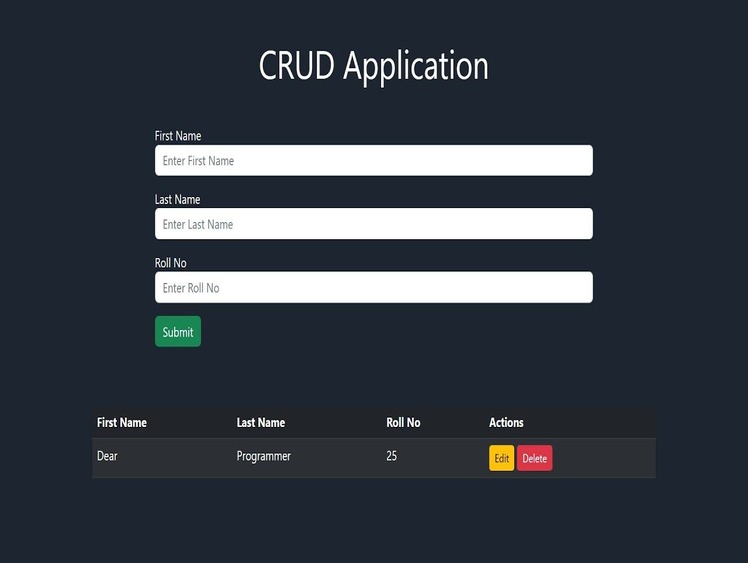 CRUD Application
First Name
Enter First Name
Last Name
Enter Last Name
Roll No
Enter Roll No
Submit
First Name Last Name Roll No Actions
Dear Programmer 25 Edit Delete